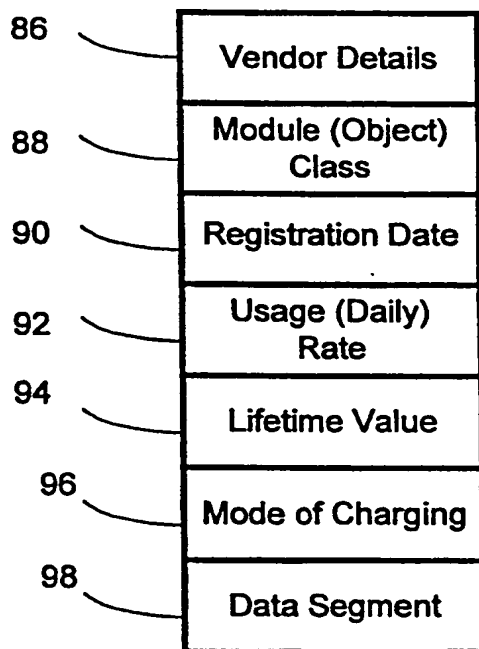 86 Vendor Details
88 Module (Object)
Class
90 Registration Date
92 Usage (Daily)
Rate
94 Lifetime Value
96 Mode of Charging
98 Data Segment